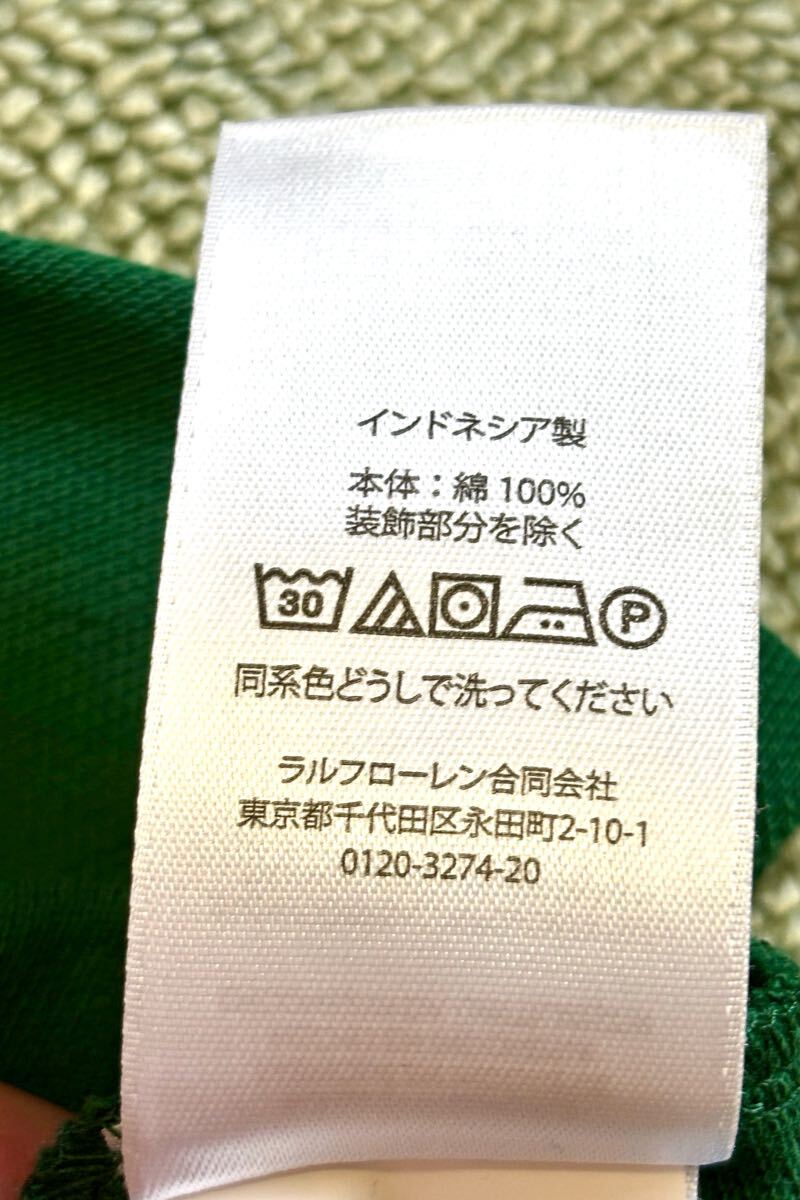 インドネシア製
本体：綿 100%
装飾部分を除く
30 P
同系色どうしで洗ってください
ラルフローレン合同会社
東京都千代田区永田町2-10-1
0120-3274-20